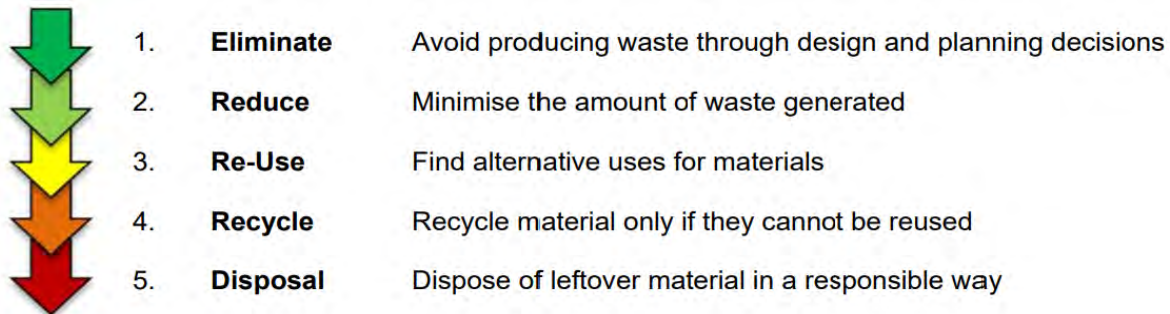 1. Eliminate Avoid producing waste through design and planning decisions
2. Reduce Minimise the amount of waste generated
3. Re-Use Find alternative uses for materials
4. Recycle Recycle material only if they cannot be reused
5. Disposal Dispose of leftover material in a responsible way